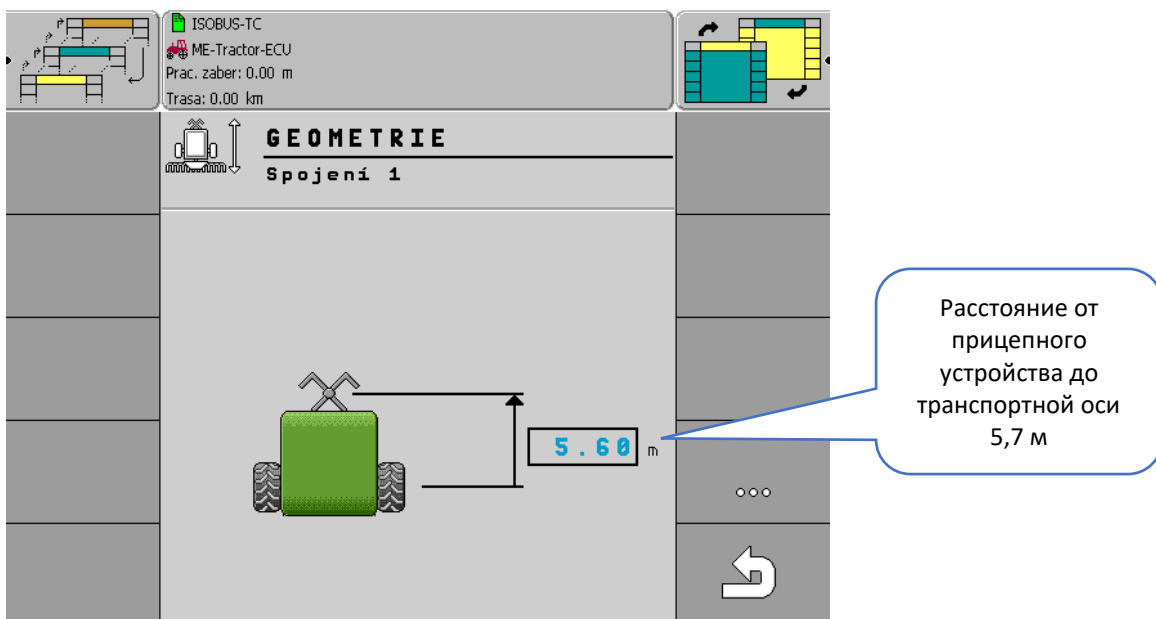 ISOBUS-TC
ME-Tractor-ECU
Prac. zaber: 0.00 m
Trasa: 0.00 km
GEOMETRIE
Spojení 1
5.60 m
Расстояние от
прицепного
устройства до
транспортной оси
5,7 м